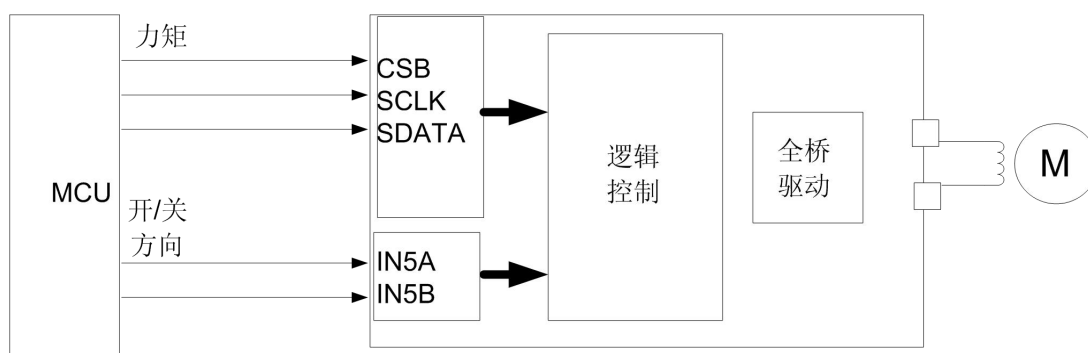 力矩
CSB
SCLK
SDATA
MCU
开/关
方向
IN5A
IN5B
逻辑
控制
全桥
驱动
M